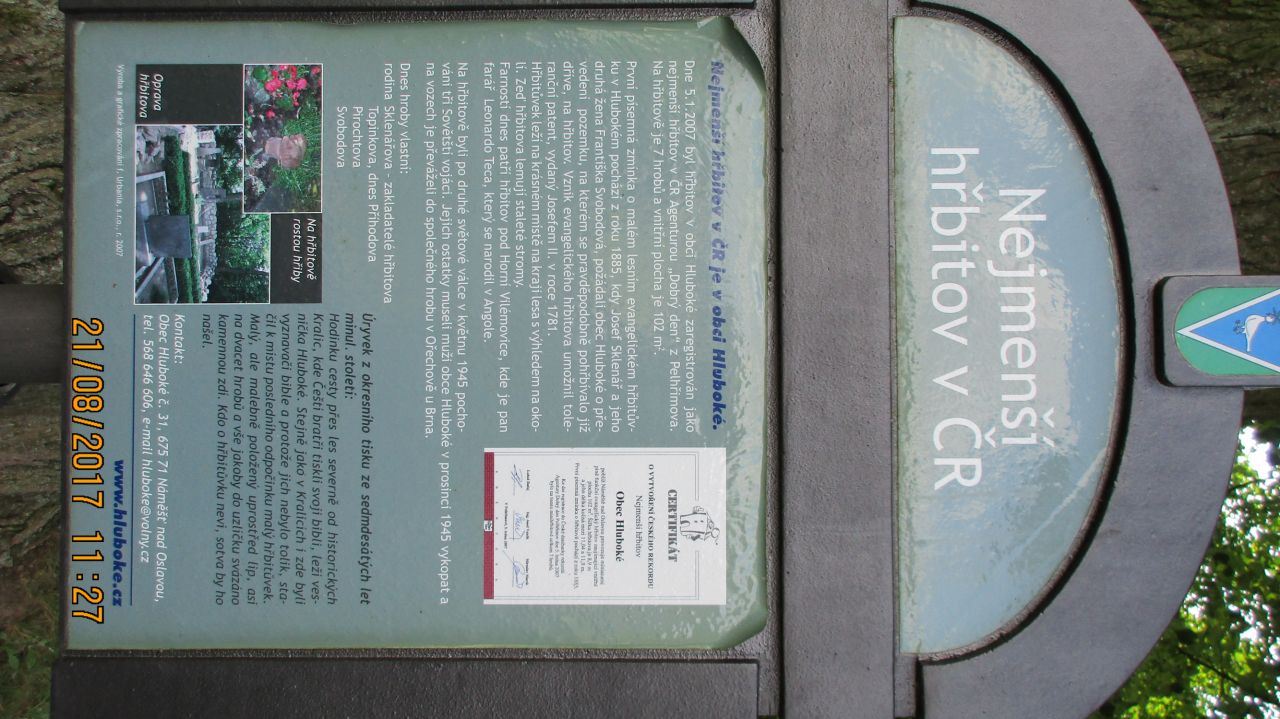 Nejmenší
hřbitov v ČR
Nejmenší hřbitov v ČR je v obci Hluboké.
Dne 5.1.2007 byl hřbitov v obci Hluboké zaregistrován jako
nejmenší hřbitov v ČR Agenturou „Dobrý den“ z Pelhřimova.
Na hřbitově je 7 hrobů a vnitřní plocha je 102 m².
První písemná zmínka o malém lesním evangelickém hřbitův-
ku v Hlubokém pochází z roku 1885, kdy Josef Sklenář a jeho
druhá žena Františka Svobodová, požádali obec Hluboké o pře-
vedení pozemku, na kterém se pravděpodobně pohřbívalo již
dříve, na hřbitov. Vznik evangelického hřbitova umožnil tole-
ranční patent, vydaný Josefem II. v roce 1781.
Hřbitůvek leží na krásném místě na kraji lesa s výhledem na oko-
lí. Zeď hřbitova lemují staleté stromy.
Farností dnes patří hřbitov pod Horní Vilémovice, kde je pan
farář Leonardo Teca, který se narodil v Angole.
Na hřbitově byli po druhé světové válce v květnu 1945 pocho-
váni tři Sovětští vojáci. Jejich ostatky museli muži obce Hluboké v prosinci 1945 vykopat a
na vozech je převáželi do společného hrobu v Ořechově u Brna.
Dnes hroby vlastní:
rodina Sklenářova - zakladatelé hřbitova
Topinkova, dnes Příhodova
Pirochtova
Svobodova
CERTIFIKÁT
O VYTVOŘENÍ ČESKÉHO REKORDU
Nejmenší hřbitov
Obec Hluboké
Na hřbitově
rostou hřiby
Oprava
hřbitova
Výroba a grafické zpracování f. Urbania, s.r.o., r. 2007
Úryvek z okresního tisku ze sedmdesátých let
minul. století:
Hodinku cesty přes les severně od historických
Kralic, kde Čeští bratři tiskli svoji bibli, leží ves-
nička Hluboké. Stejně jako v Kralicích i zde byli
vyznavači bible a protože jich nebylo tolik, sta-
čil k místu posledního odpočinku malý hřbitůvek.
Malý, ale malebně položený uprostřed lip, asi
na dvacet hrobů a vše jakoby do uzlíčku svázáno
kamennou zdí. Kdo o hřbitůvku neví, sotva by ho
našel.
Kontakt:
Obec Hluboké č. 31, 675 71 Náměšť nad Oslavou,
tel. 568 646 606, e-mail hluboke@volny.cz
www.hluboke.cz
21/08/2017 11:27